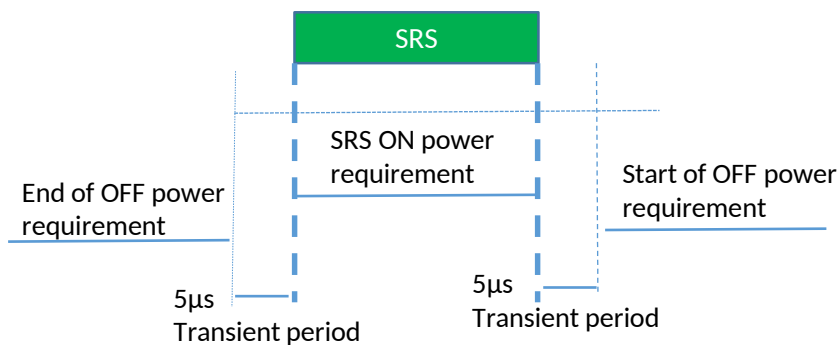 SRS
SRS ON power
requirement
End of OFF power
requirement
Start of OFF power
requirement
5µs
Transient period
5µs
Transient period